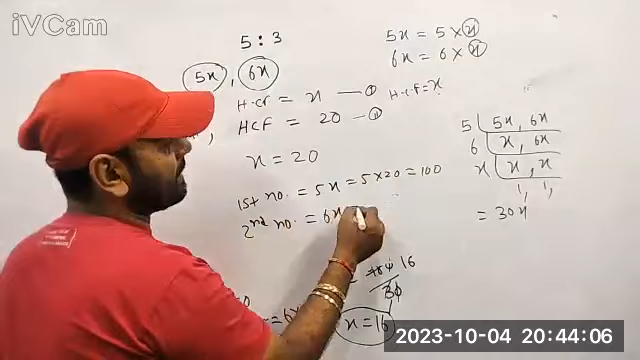 iVCam
5 : 3
5x = 5 × x
6x = 6 × x
5x , 6x
H.C.F = x — ①
H.C.F = x
HCF = 20 — ②
x = 20
1st no. = 5x = 5×20 = 100
2nd no. = 6x
5 | 5x, 6x
6 | x, 6x
x | x, x
1, 1,
= 30x
16
x = 16
2023-10-04 20:44:06